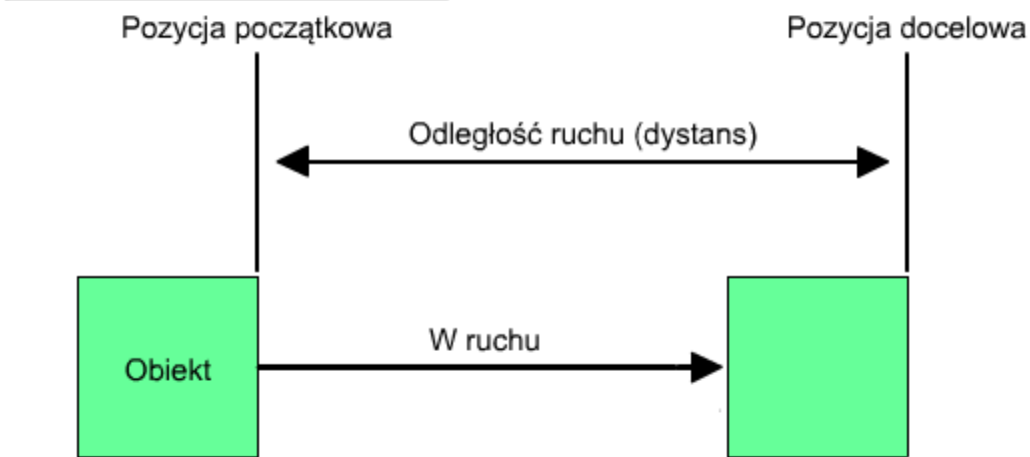 Pozycja początkowa
Pozycja docelowa
Odległość ruchu (dystans)
W ruchu
Obiekt